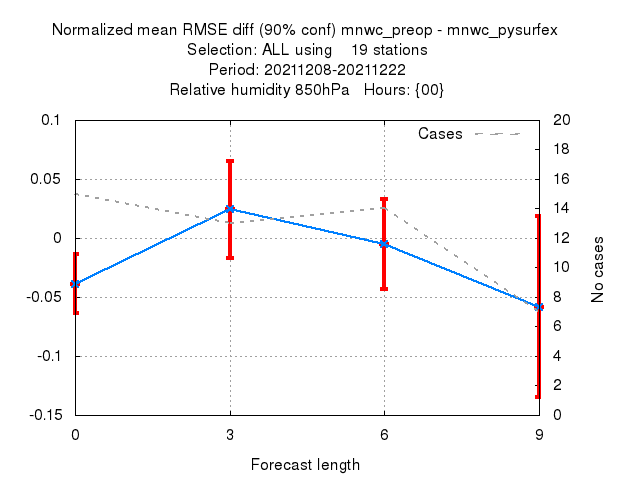 Normalized mean RMSE diff (90% conf) mnwc_preop - mnwc_pysurfex
Selection: ALL using 19 stations
Period: 20211208-20211222
Relative humidity 850hPa Hours: {00}
0.1 20
Cases
18
0.05 16
14
0 12
10
-0.05 8
6
-0.1 4
2
-0.15 0
No cases
0 3 6 9
Forecast length